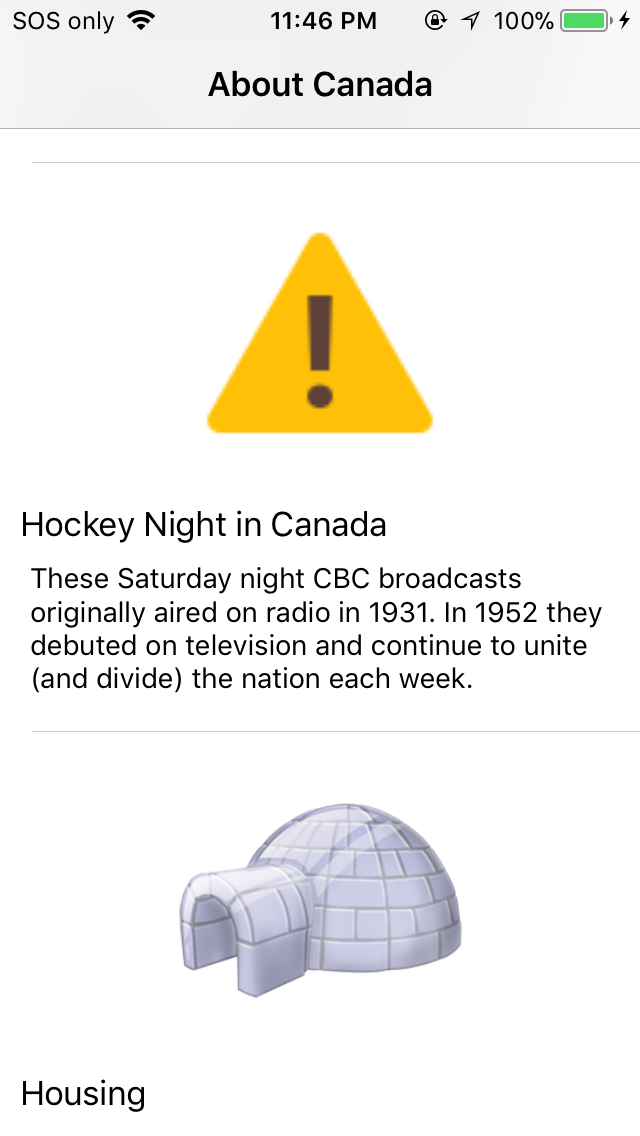 SOS only 11:46 PM 100%
About Canada
!
Hockey Night in Canada
These Saturday night CBC broadcasts
originally aired on radio in 1931. In 1952 they
debuted on television and continue to unite
(and divide) the nation each week.
Housing